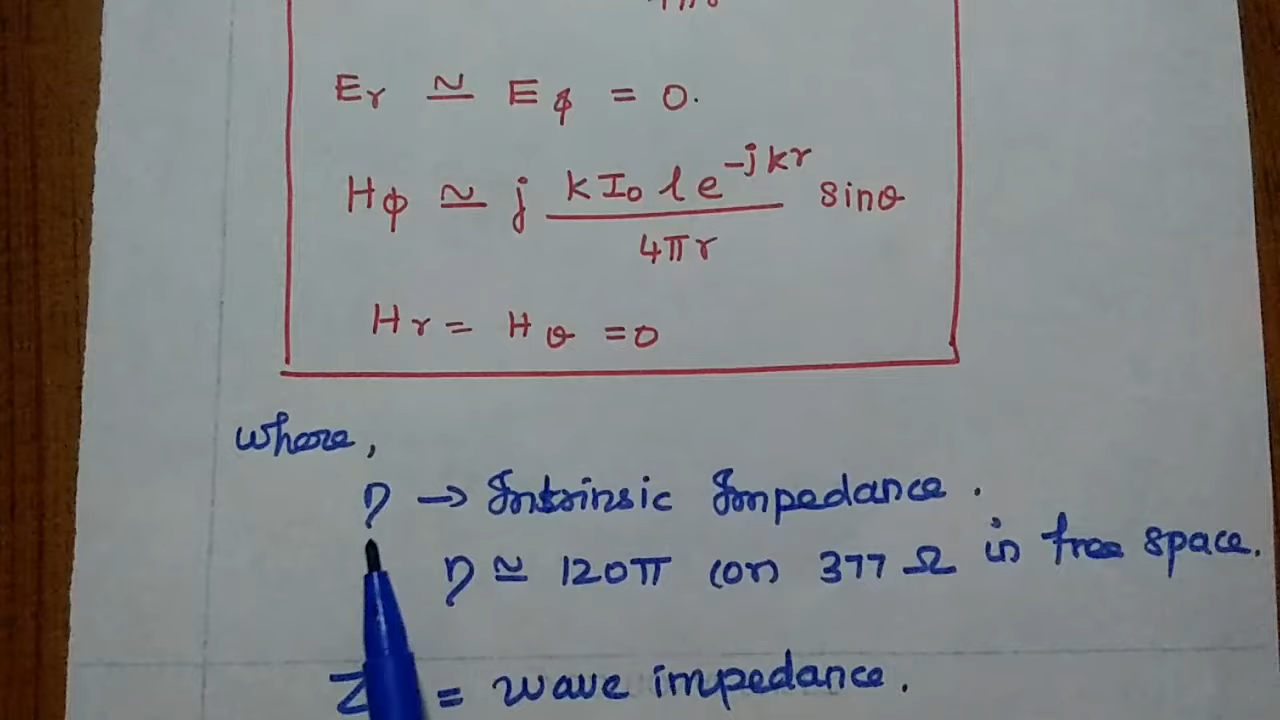 Er ≃ Eϕ = 0.
Hϕ ≃ j kI₀ l e^-jkr / 4πr sinθ
Hr = Hθ = 0
where,
η → Intrinsic Impedance.
η ≅ 120π (or) 377 Ω in free space.
Z = wave impedance.